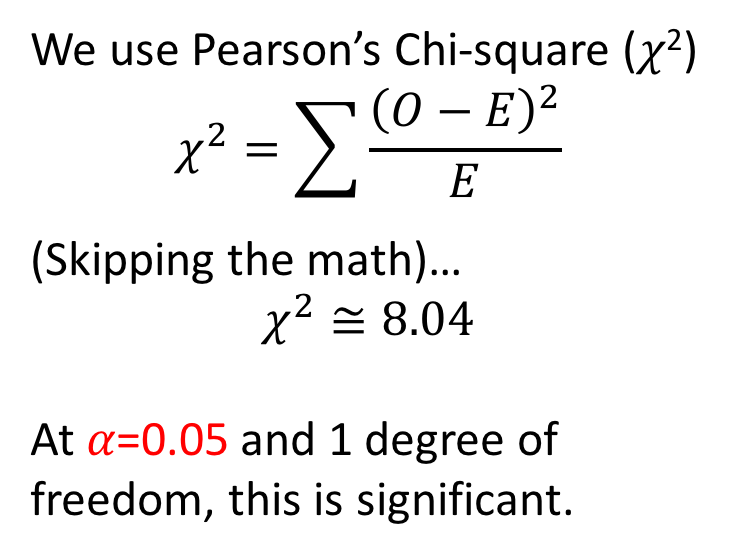 We use Pearson's Chi-square (χ²)
χ² = ∑ (O − E)² / E
(Skipping the math)...
χ² ≅ 8.04
At α=0.05 and 1 degree of
freedom, this is significant.